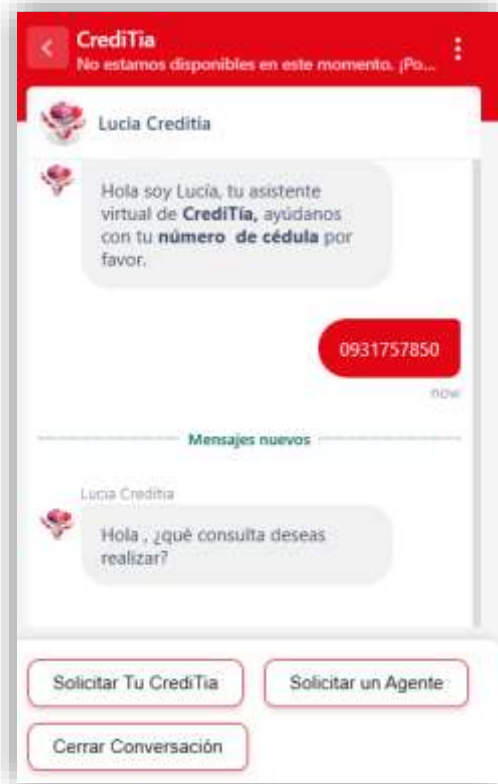 CrediTia
No estamos disponibles en este momento. ¡Po...
Lucia Creditia
Hola soy Lucía, tu asistente
virtual de CrediTía, ayúdanos
con tu número de cédula por
favor.
0931757850
now
Mensajes nuevos
Lucia Creditia
Hola , ¿qué consulta deseas
realizar?
Solicitar Tu CrediTia
Solicitar un Agente
Cerrar Conversación